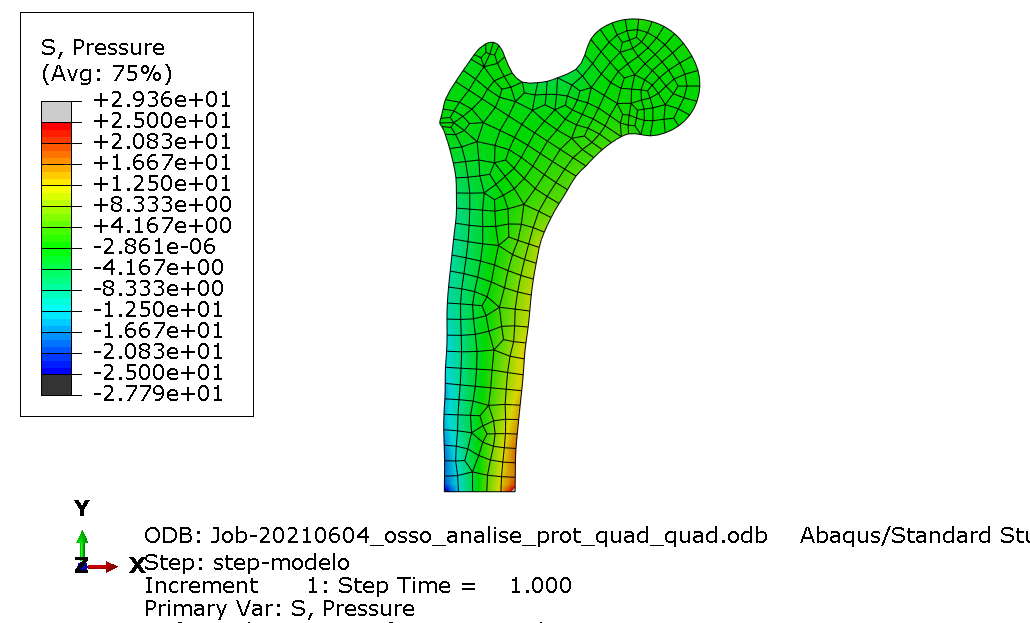 S, Pressure
(Avg: 75%)
+2.936e+01
+2.500e+01
+2.083e+01
+1.667e+01
+1.250e+01
+8.333e+00
+4.167e+00
-2.861e-06
-4.167e+00
-8.333e+00
-1.250e+01
-1.667e+01
-2.083e+01
-2.500e+01
-2.779e+01
Y
Z X
ODB: Job-20210604_osso_analise_prot_quad_quad.odb Abaqus/Standard Stu
Step: step-modelo
Increment 1: Step Time = 1.000
Primary Var: S, Pressure